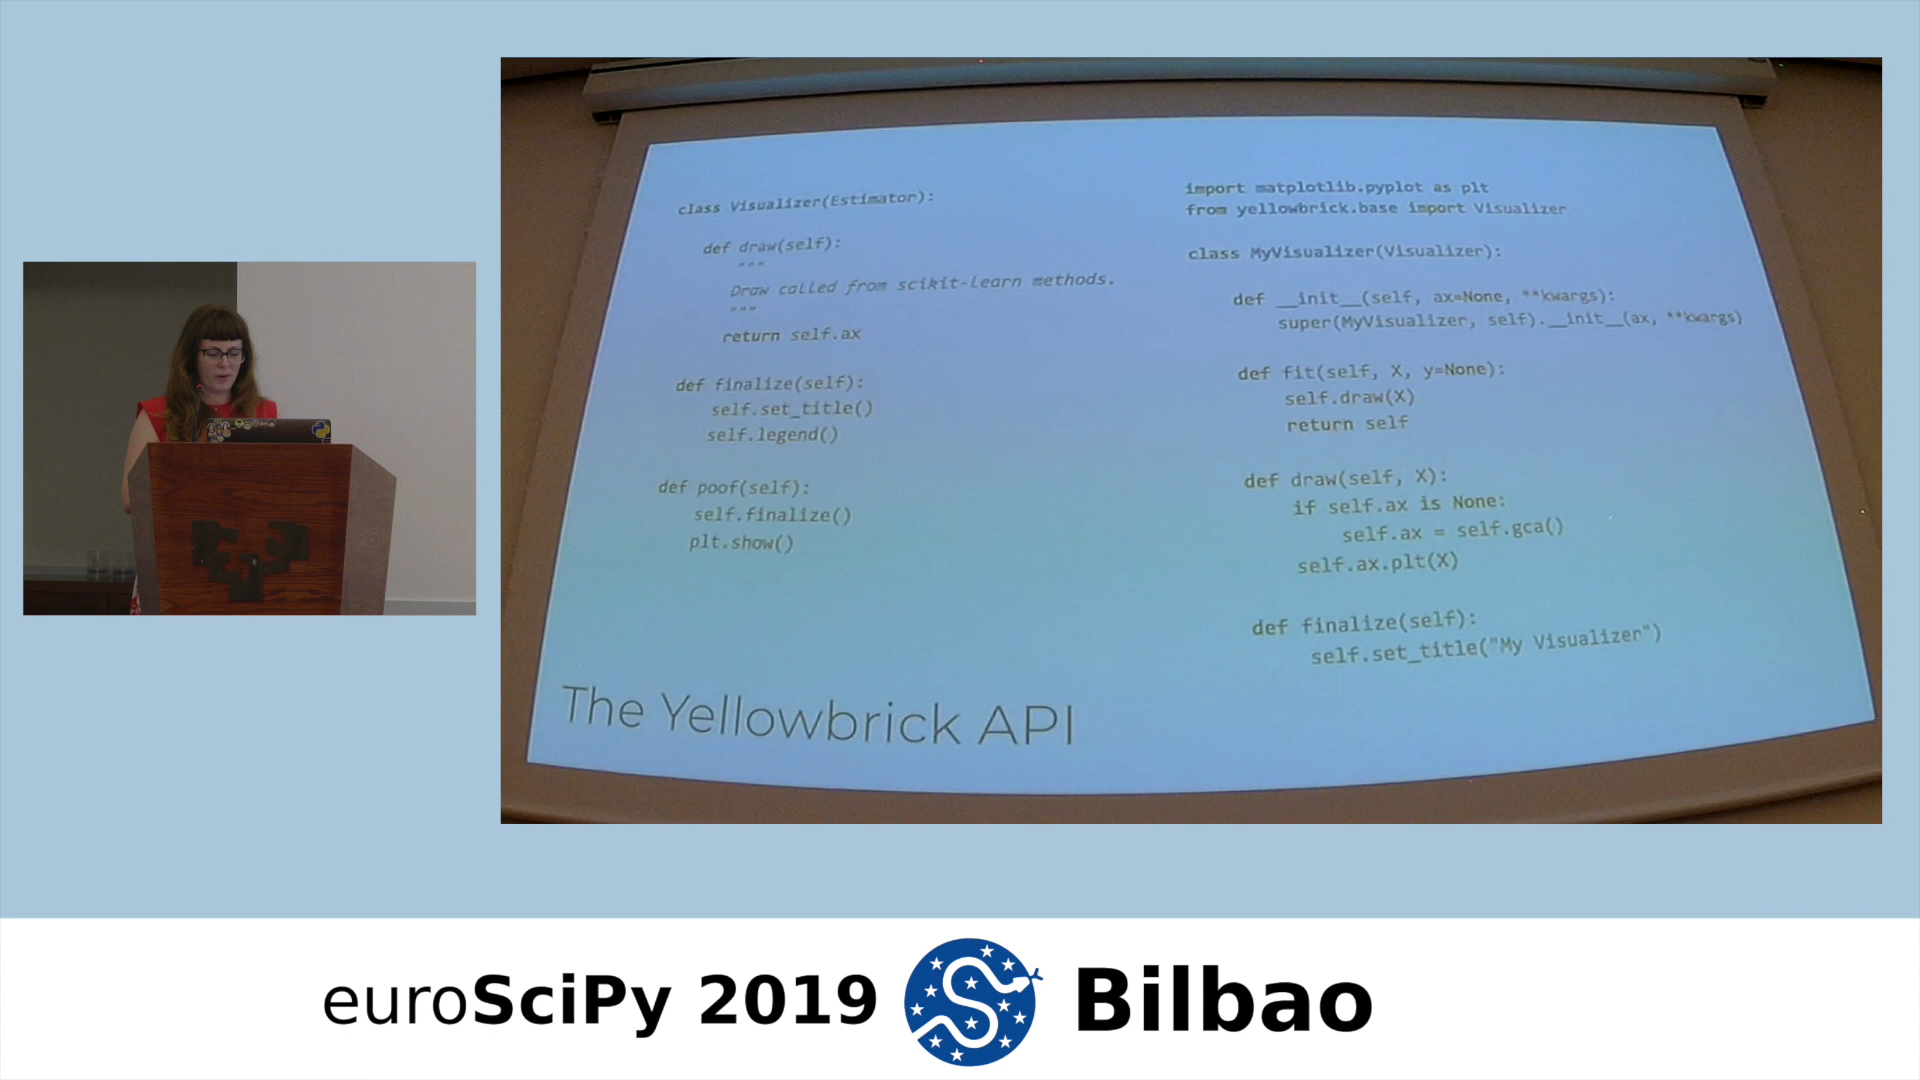 class Visualizer(Estimator):
def draw(self):
"""
Draw called from scikit-learn methods.
"""
return self.ax
def finalize(self):
self.set_title()
self.legend()
def poof(self):
self.finalize()
plt.show()
The Yellowbrick API
import matplotlib.pyplot as plt
from yellowbrick.base import Visualizer
class MyVisualizer(Visualizer):
def __init__(self, ax=None, **kwargs):
super(MyVisualizer, self).__init__(ax, **kwargs)
def fit(self, X, y=None):
self.draw(X)
return self
def draw(self, X):
if self.ax is None:
self.ax = self.gca()
self.ax.plt(X)
def finalize(self):
self.set_title("My Visualizer")
euroSciPy 2019 Bilbao